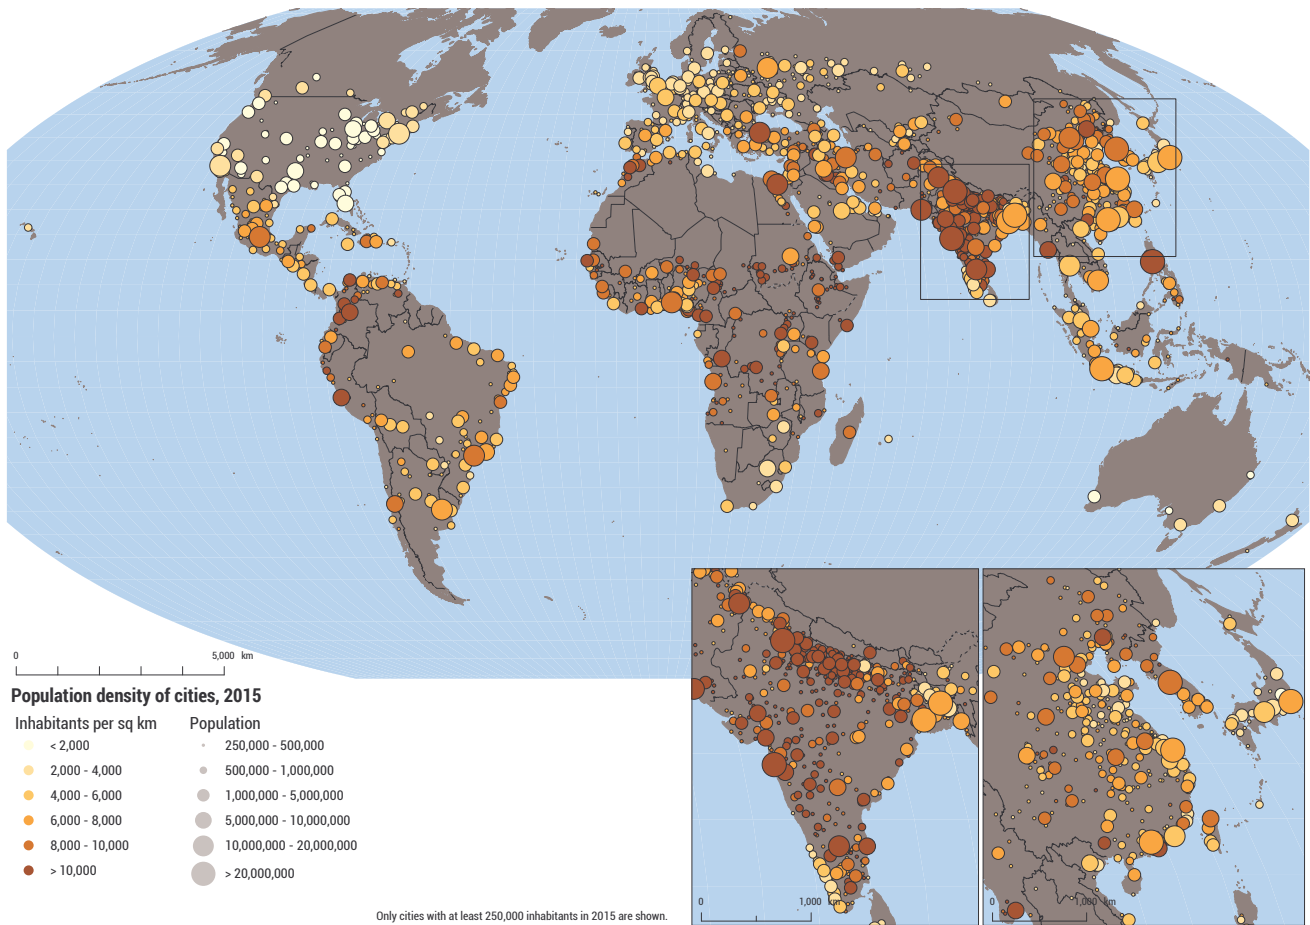 0 5,000 km
Population density of cities, 2015
Inhabitants per sq km
< 2,000
2,000 - 4,000
4,000 - 6,000
6,000 - 8,000
8,000 - 10,000
> 10,000
Population
250,000 - 500,000
500,000 - 1,000,000
1,000,000 - 5,000,000
5,000,000 - 10,000,000
10,000,000 - 20,000,000
> 20,000,000
Only cities with at least 250,000 inhabitants in 2015 are shown.
0 1,000 km
0 1,000 km